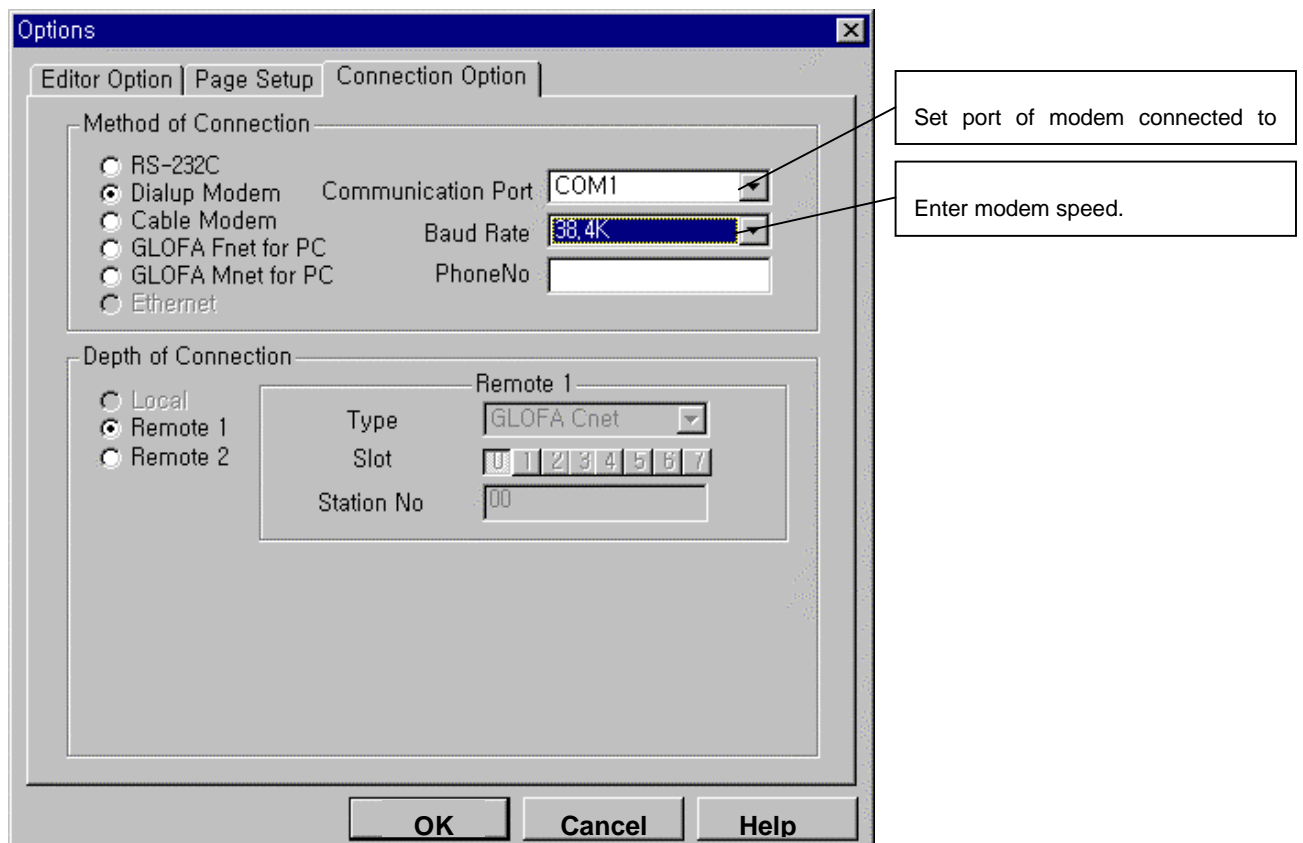 Options
Editor Option Page Setup Connection Option
Method of Connection
RS-232C
Dialup Modem
Cable Modem
GLOFA Fnet for PC
GLOFA Mnet for PC
Ethernet
Communication Port COM1
Baud Rate 38,4K
PhoneNo
Depth of Connection
Local
Remote 1
Remote 2
Remote 1
Type GLOFA Cnet
Slot 0 1 2 3 4 5 6 7
Station No 00
OK Cancel Help
Set port of modem connected to
Enter modem speed.